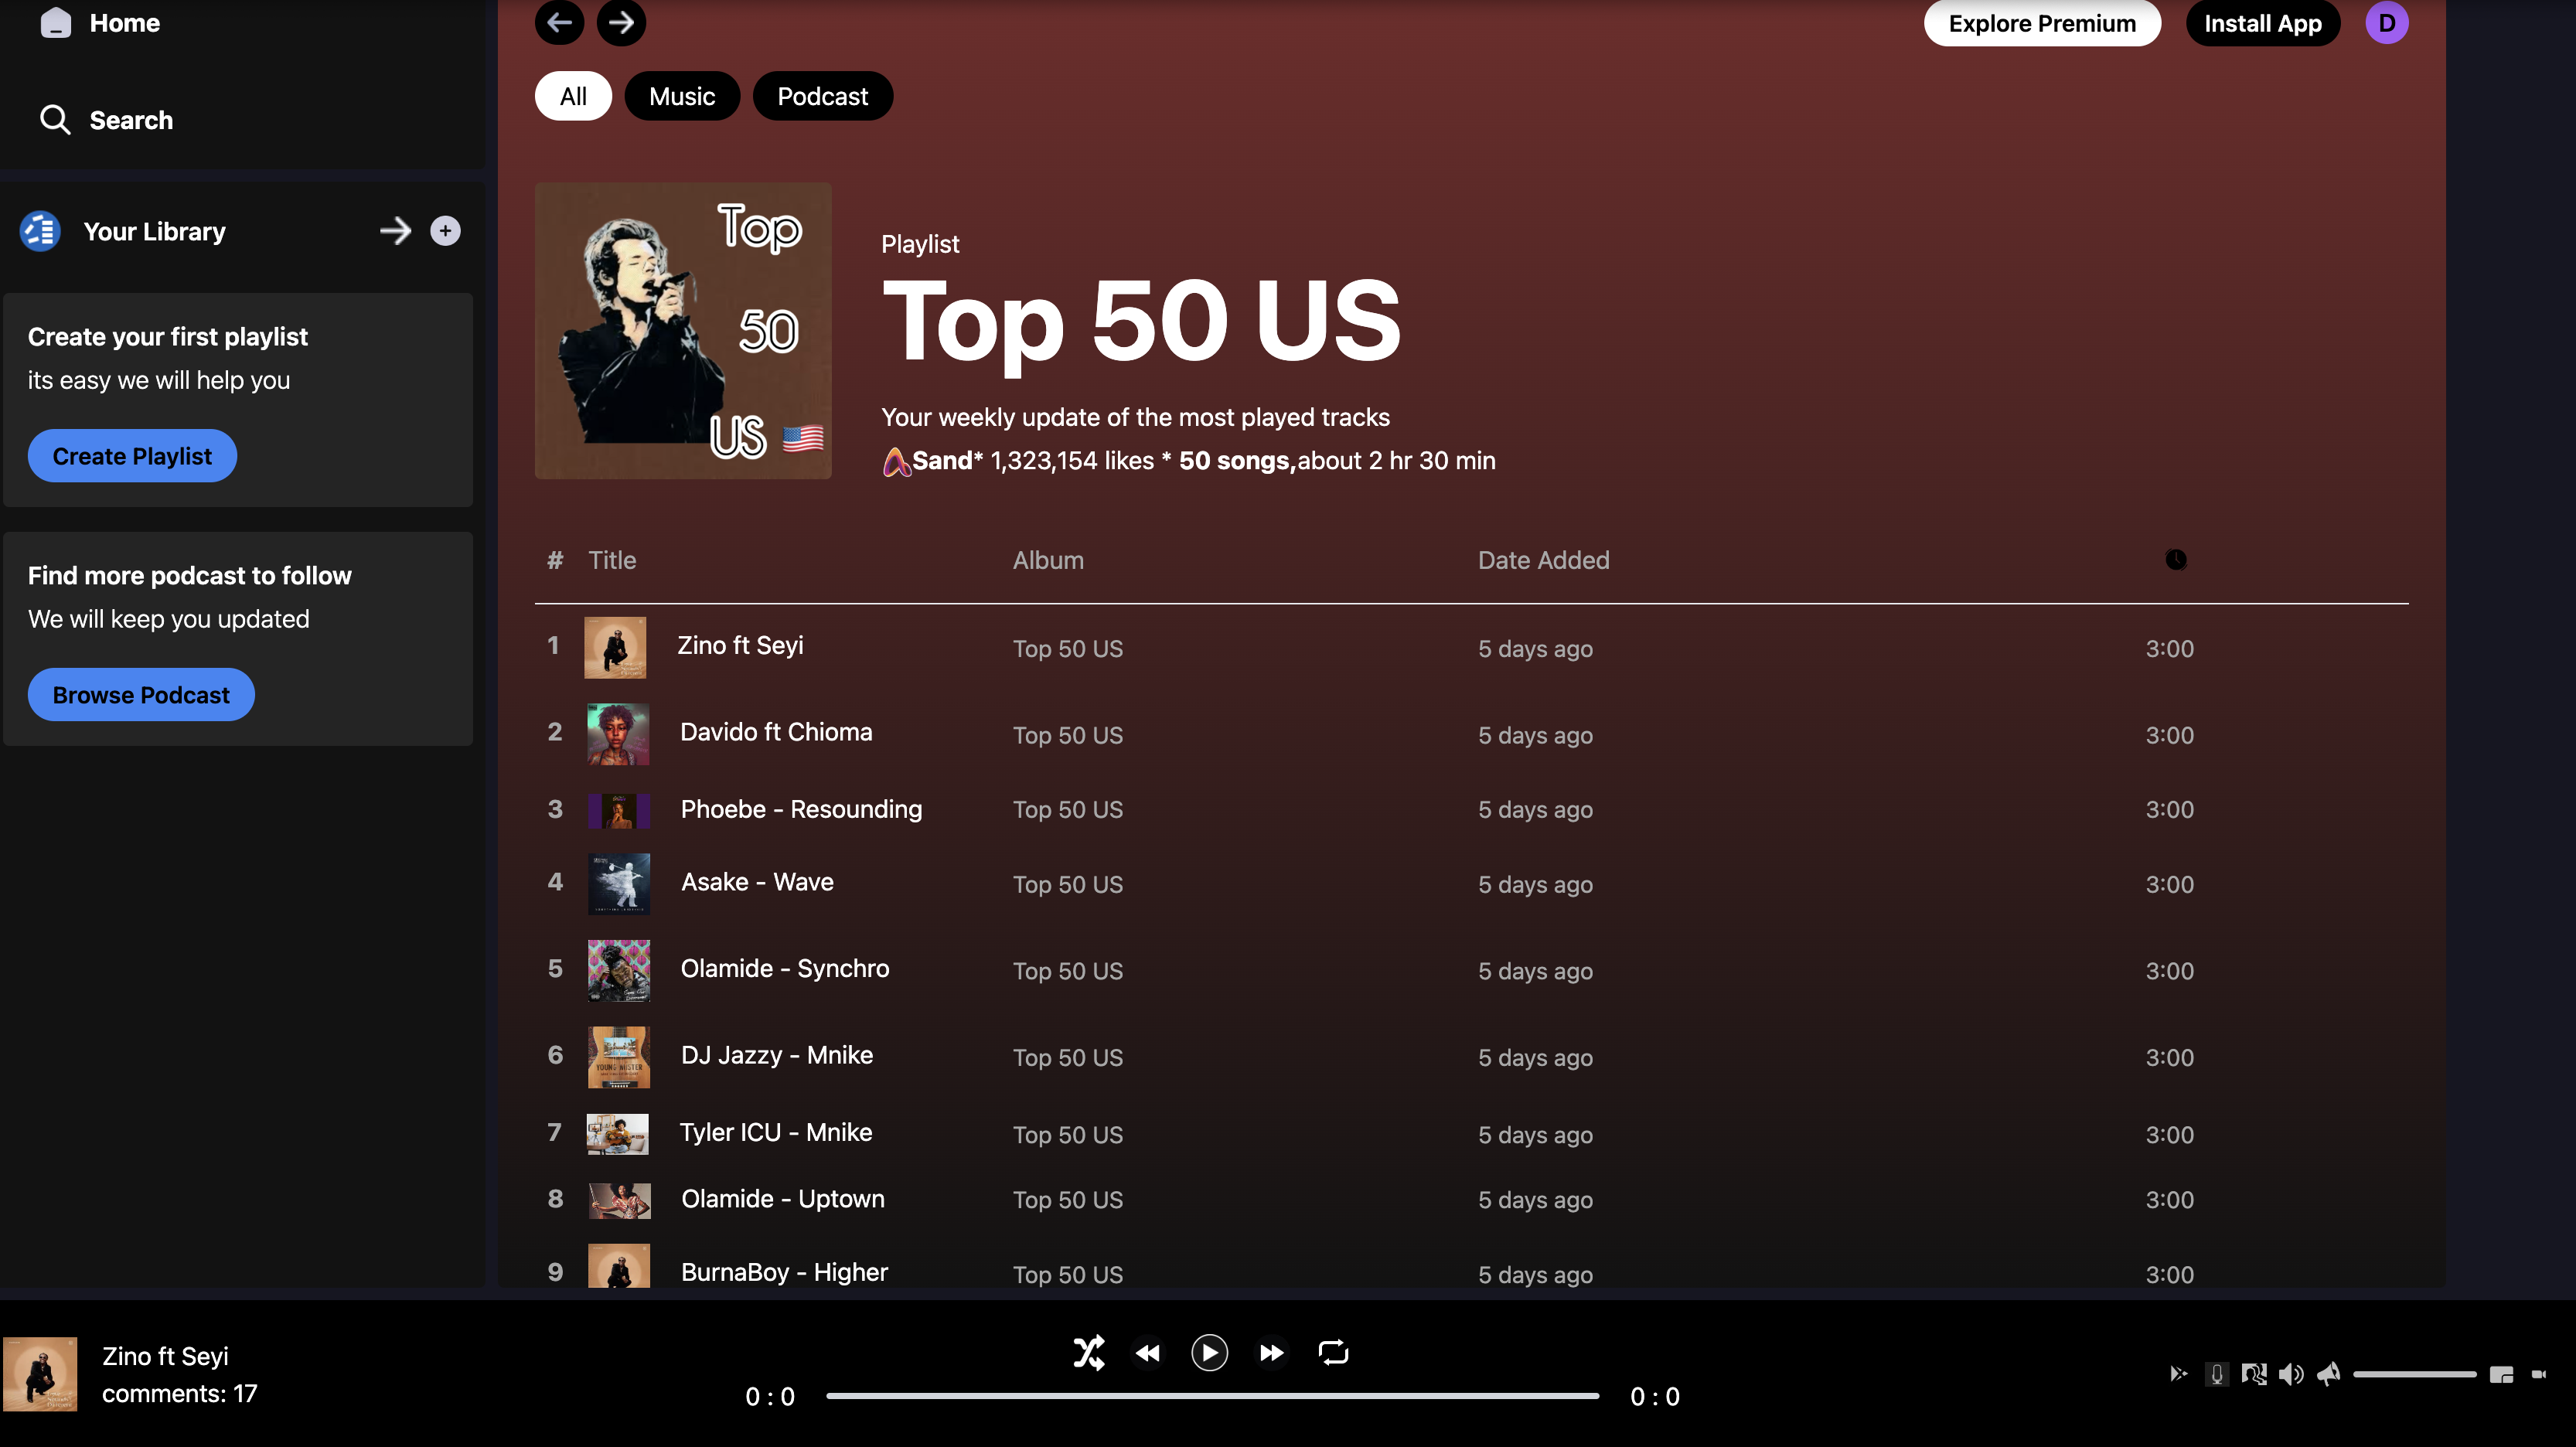 Home
Search
Your Library
Create your first playlist
its easy we will help you
Create Playlist
Find more podcast to follow
We will keep you updated
Browse Podcast
Explore Premium
Install App
D
All
Music
Podcast
Top
50
US
Playlist
Top 50 US
Your weekly update of the most played tracks
Sand* 1,323,154 likes * 50 songs,about 2 hr 30 min
# Title Album Date Added
1 Zino ft Seyi Top 50 US 5 days ago 3:00
2 Davido ft Chioma Top 50 US 5 days ago 3:00
3 Phoebe - Resounding Top 50 US 5 days ago 3:00
4 Asake - Wave Top 50 US 5 days ago 3:00
5 Olamide - Synchro Top 50 US 5 days ago 3:00
6 DJ Jazzy - Mnike Top 50 US 5 days ago 3:00
7 Tyler ICU - Mnike Top 50 US 5 days ago 3:00
8 Olamide - Uptown Top 50 US 5 days ago 3:00
9 BurnaBoy - Higher Top 50 US 5 days ago 3:00
Zino ft Seyi
comments: 17
0 : 0
0 : 0